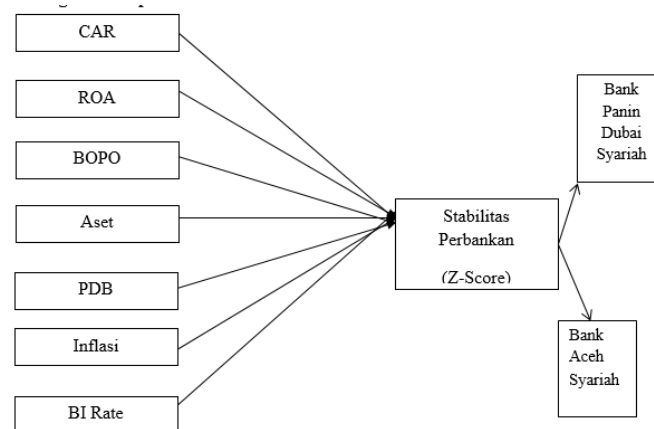 CAR
ROA
BOPO
Aset
PDB
Inflasi
BI Rate
Stabilitas
Perbankan
(Z-Score)
Bank
Panin
Dubai
Syariah
Bank
Aceh
Syariah